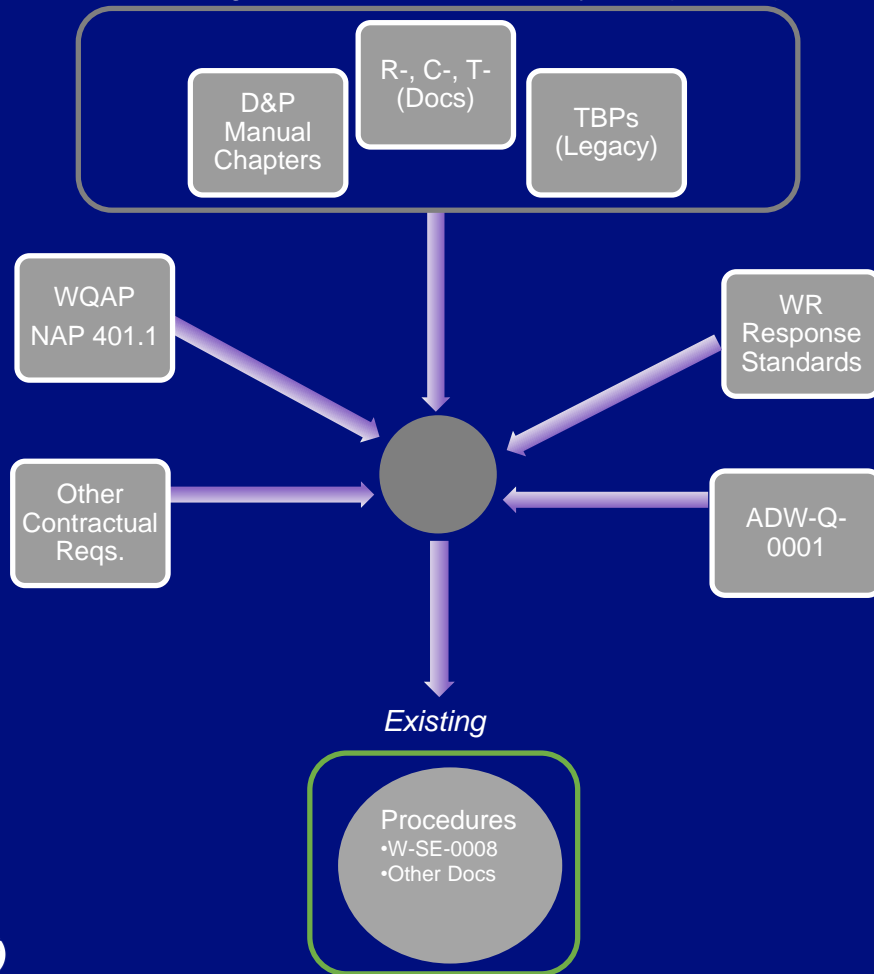 D&P
Manual
Chapters
R-, C-, T-
(Docs)
TBPs
(Legacy)
WQAP
NAP 401.1
WR
Response
Standards
Other
Contractual
Reqs.
ADW-Q-
0001
Existing
Procedures
•W-SE-0008
•Other Docs